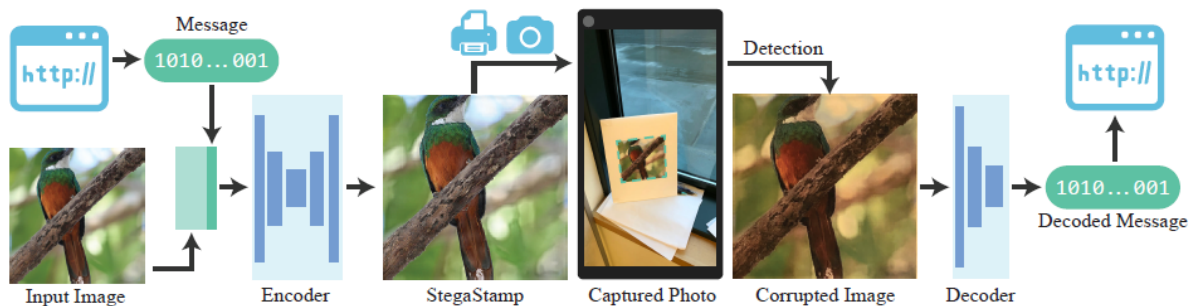 Message
http://
1010...001
Detection
http://
1010...001
Decoded Message
Input Image
Encoder
StegaStamp
Captured Photo
Corrupted Image
Decoder